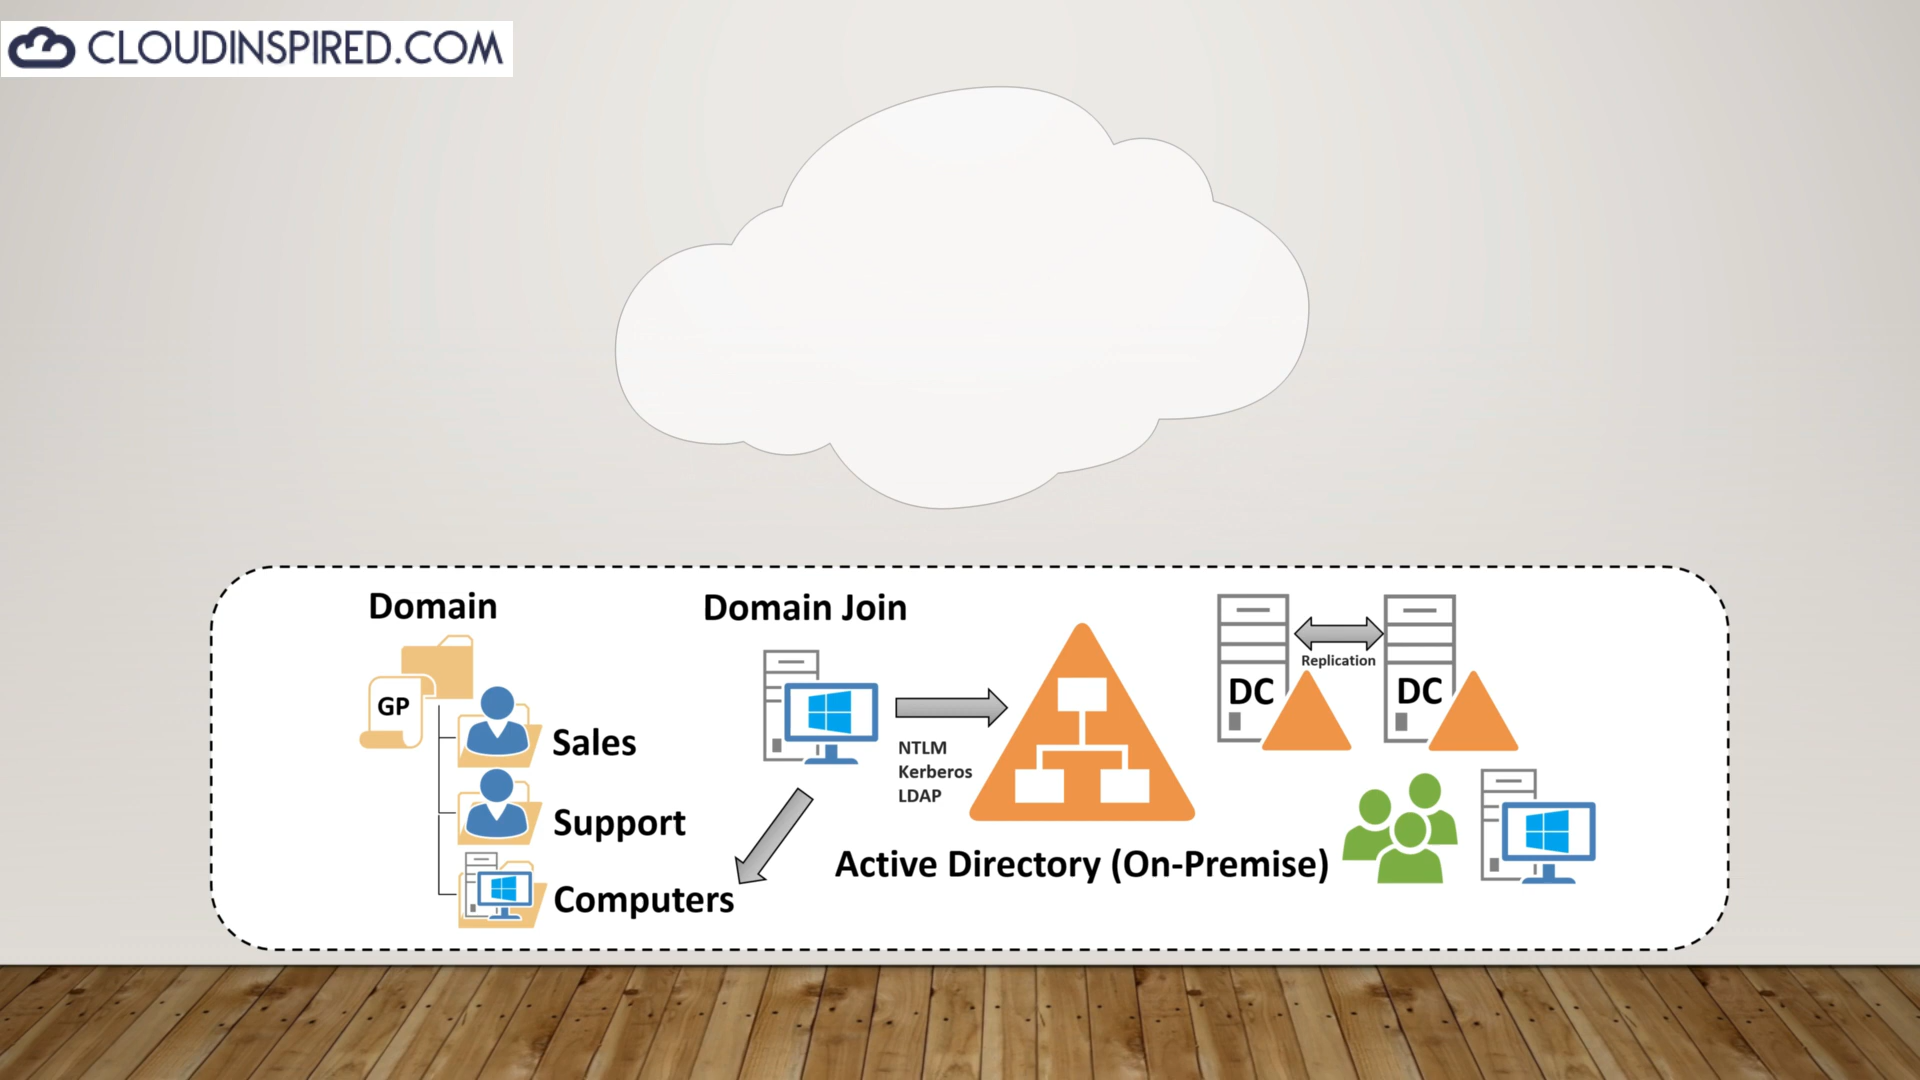 CLOUDINSPIRED.COM
Domain
GP
Sales
Support
Computers
Domain Join
NTLM
Kerberos
LDAP
Active Directory (On-Premise)
DC
Replication
DC